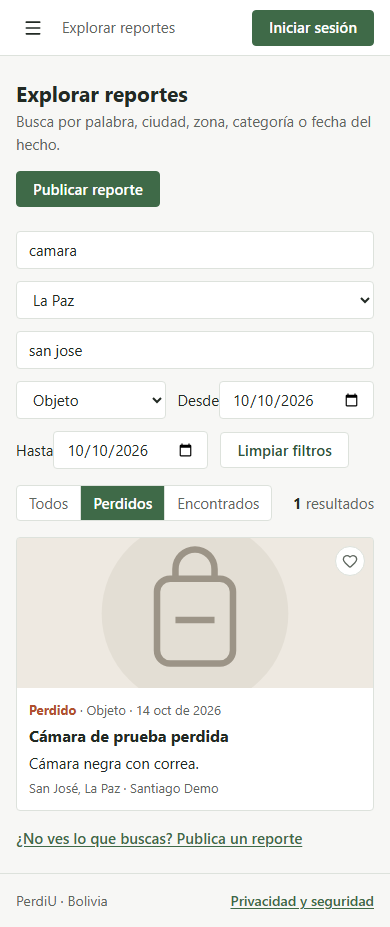 Explorar reportes
Iniciar sesión
Explorar reportes
Busca por palabra, ciudad, zona, categoría o fecha del
hecho.
Publicar reporte
camara
La Paz
san jose
Objeto Desde 10/10/2026
Hasta 10/10/2026 Limpiar filtros
Todos Perdidos Encontrados 1 resultados
Perdido · Objeto · 14 oct de 2026
Cámara de prueba perdida
Cámara negra con correa.
San José, La Paz · Santiago Demo
¿No ves lo que buscas? Publica un reporte
PerdiU · Bolivia Privacidad y seguridad